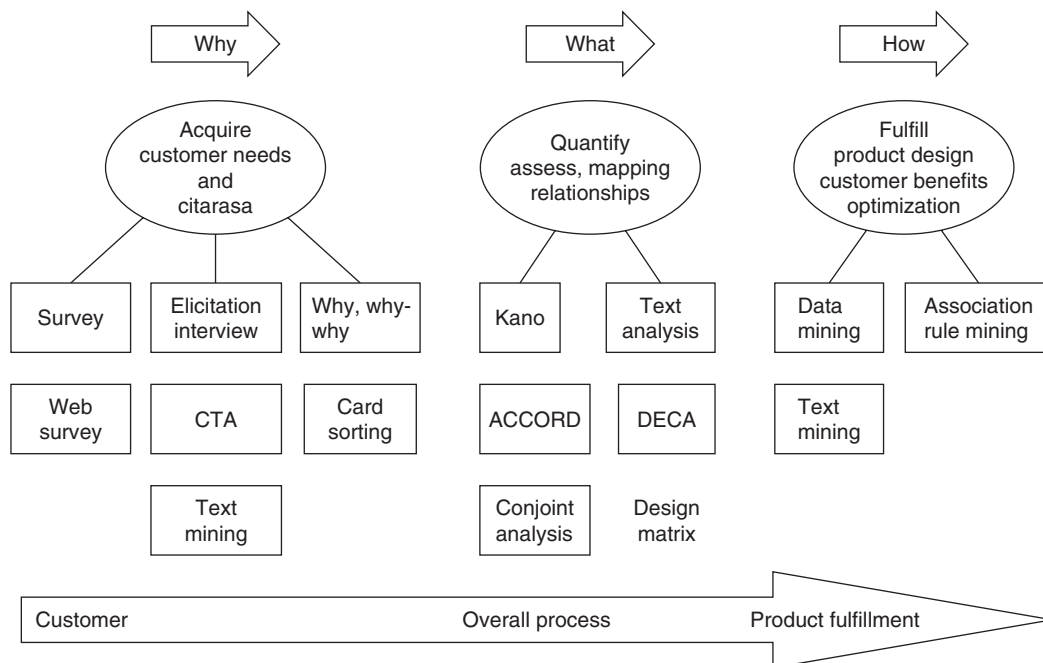 Why
What
How
Acquire
customer needs
and
citarasa
Quantify
assess, mapping
relationships
Fulfill
product design
customer benefits
optimization
Survey
Elicitation
interview
Why, why-
why
Kano
Text
analysis
Data
mining
Association
rule mining
Web
survey
CTA
Card
sorting
ACCORD
DECA
Text
mining
Text
mining
Conjoint
analysis
Design
matrix
Customer
Overall process
Product fulfillment